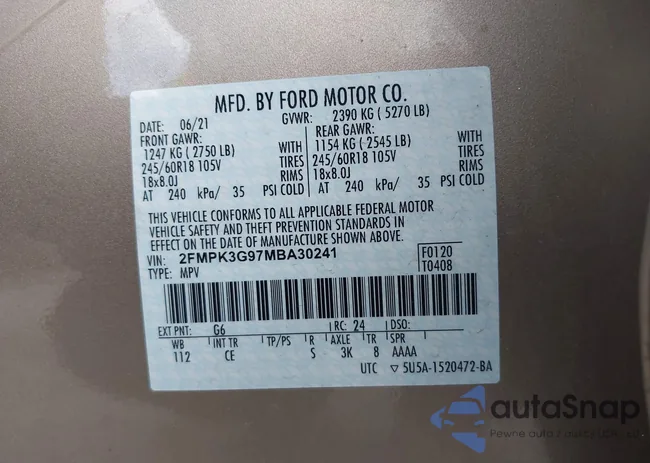 MFD. BY FORD MOTOR CO.
DATE: 06/21 GVWR: 2390 KG ( 5270 LB)
FRONT GAWR: REAR GAWR:
1247 KG ( 2750 LB) WITH 1154 KG ( 2545 LB) WITH
245/60R18 105V TIRES 245/60R18 105V TIRES
18x8.0J RIMS 18x8.0J RIMS
AT 240 kPa/ 35 PSI COLD AT 240 kPa/ 35 PSI COLD
THIS VEHICLE CONFORMS TO ALL APPLICABLE FEDERAL MOTOR
VEHICLE SAFETY AND THEFT PREVENTION STANDARDS IN
EFFECT ON THE DATE OF MANUFACTURE SHOWN ABOVE.
VIN: 2FMPK3G97MBA30241 F0120
TYPE: MPV T0408
EXT PNT: G6 RC: 24 DSO:
WB INT TR TP/PS R AXLE TR SPR
112 CE S 3K 8 AAAA
UTC ▽ 5U5A-1520472-BA
autaSnap
Pewne auta z